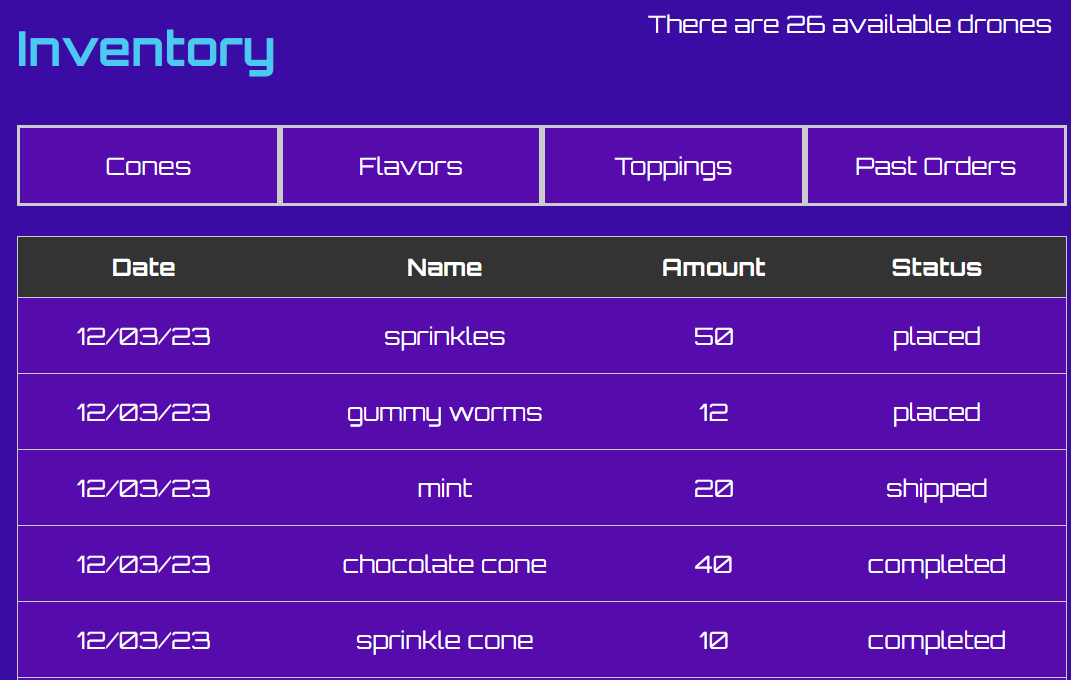 Inventory
There are 26 available drones
Cones Flavors Toppings Past Orders
Date Name Amount Status
12/03/23 sprinkles 50 placed
12/03/23 gummy worms 12 placed
12/03/23 mint 20 shipped
12/03/23 chocolate cone 40 completed
12/03/23 sprinkle cone 10 completed